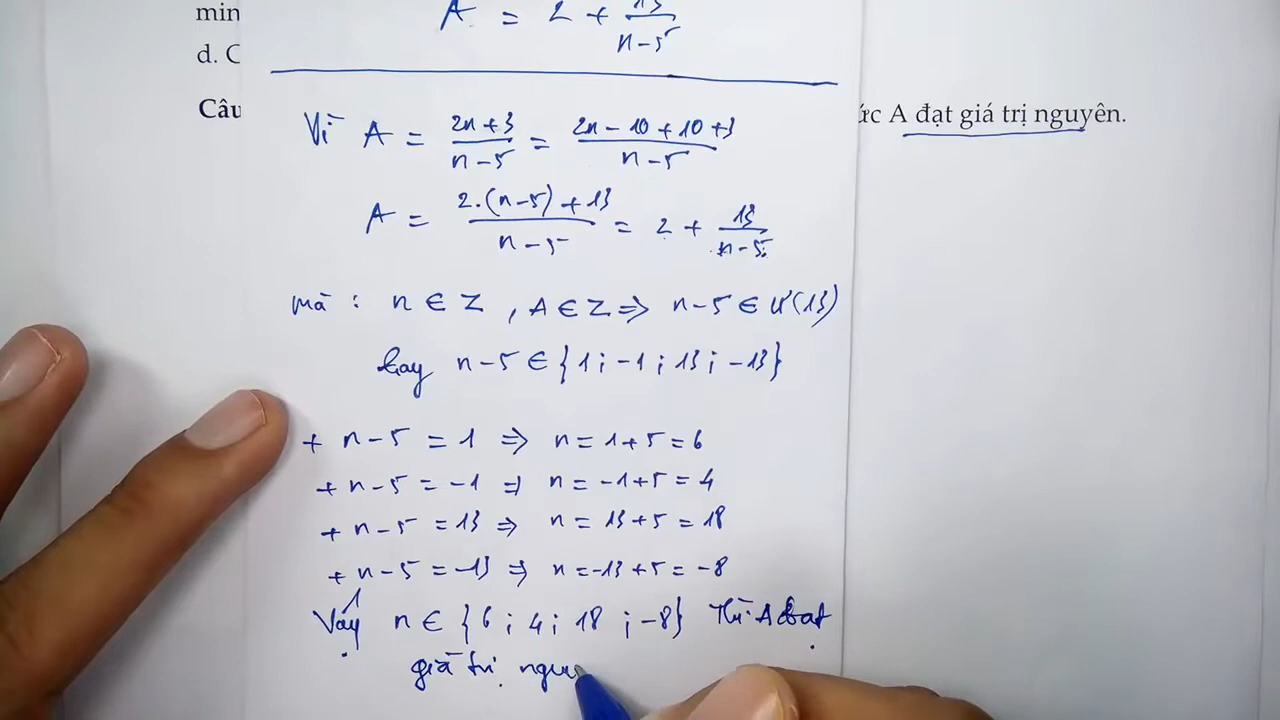 min
A = 2 + 13/(n-5)
d. C
Câu ức A đạt giá trị nguyên.
Vì A = (2n+3)/(n-5) = (2n-10+10+3)/(n-5)
A = (2.(n-5)+13)/(n-5) = 2 + 13/(n-5)
mà : n ∈ Z , A ∈ Z ⇒ n-5 ∈ Ư(13)
hay n-5 ∈ {1; -1; 13; -13}
+ n-5 = 1 ⇒ n = 1+5 = 6
+ n-5 = -1 ⇒ n = -1+5 = 4
+ n-5 = 13 ⇒ n = 13+5 = 18
+ n-5 = -13 ⇒ n = -13+5 = -8
Vậy n ∈ {6; 4; 18; -8} thì A đạt
giá trị nguy